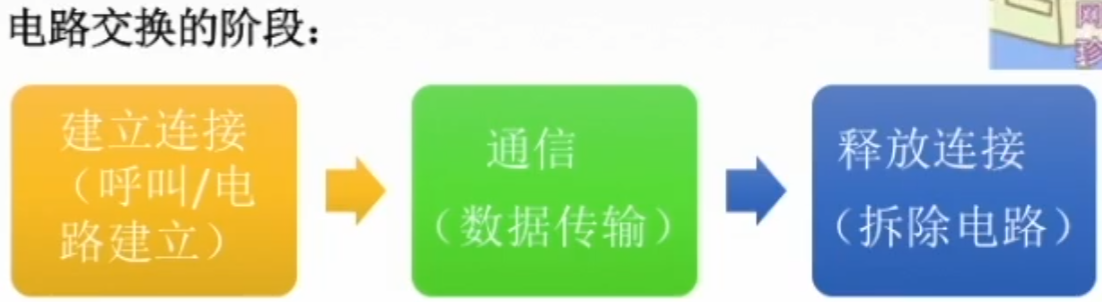 电路交换的阶段：
建立连接
（呼叫/电
路建立）
通信
（数据传输）
释放连接
（拆除电路）
网
珍